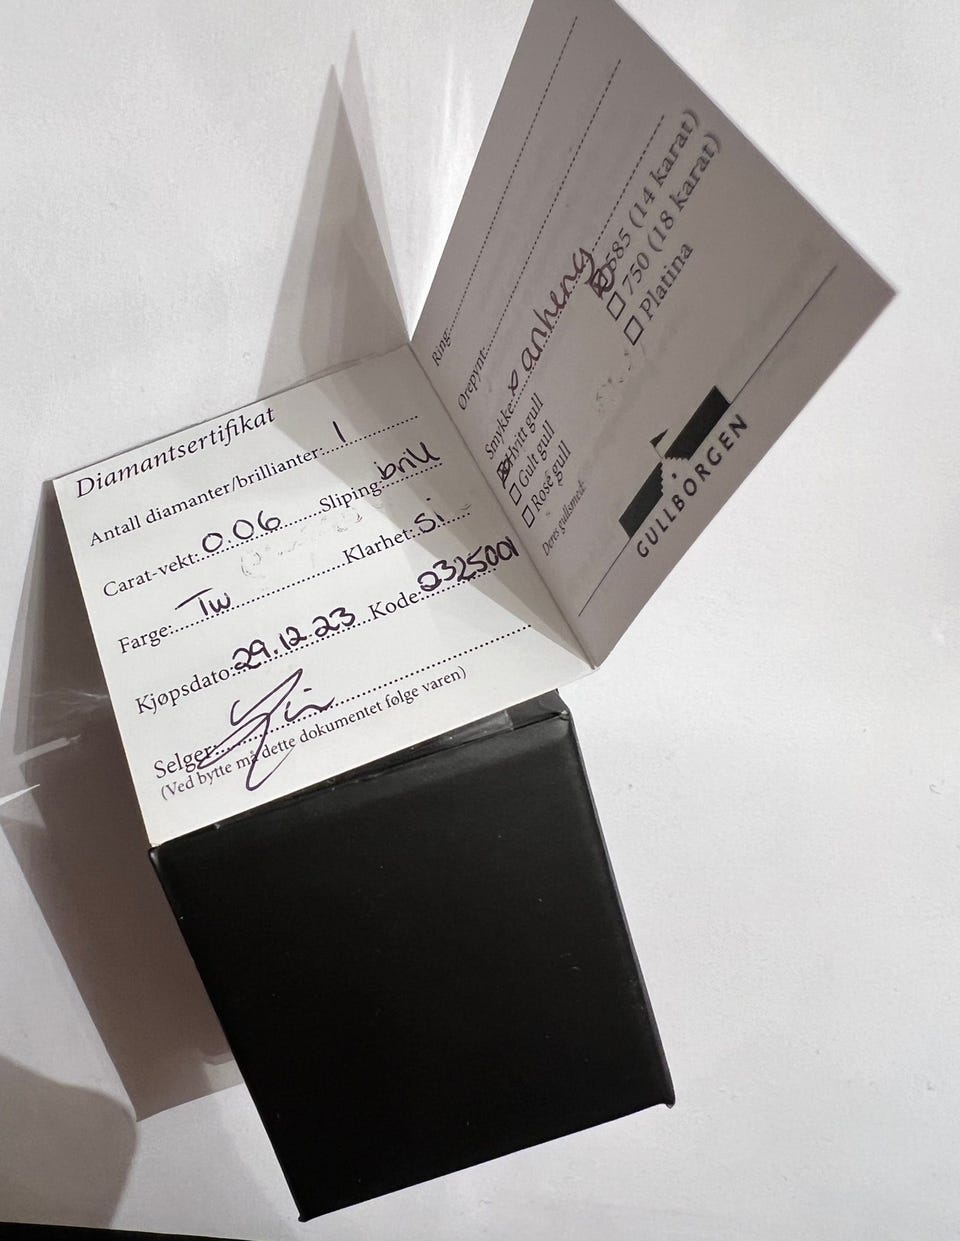 Diamantsertifikat
Antall diamanter/brillianter:....1....
Carat-vekt:..0.06......Sliping:brill
Farge:..Tw..............Klarhet:.Si....
Kjøpsdato:29.12.23 Kode:2325001
Selger:
(Ved bytte må dette dokumentet følge varen)
Ring:
Ørepynt:
Smykke:x anheng
Hvitt gull
Gult gull
Rosé gull
585 (14 karat)
750 (18 karat)
Platina
Deres gullsmed:
GULLBORGEN